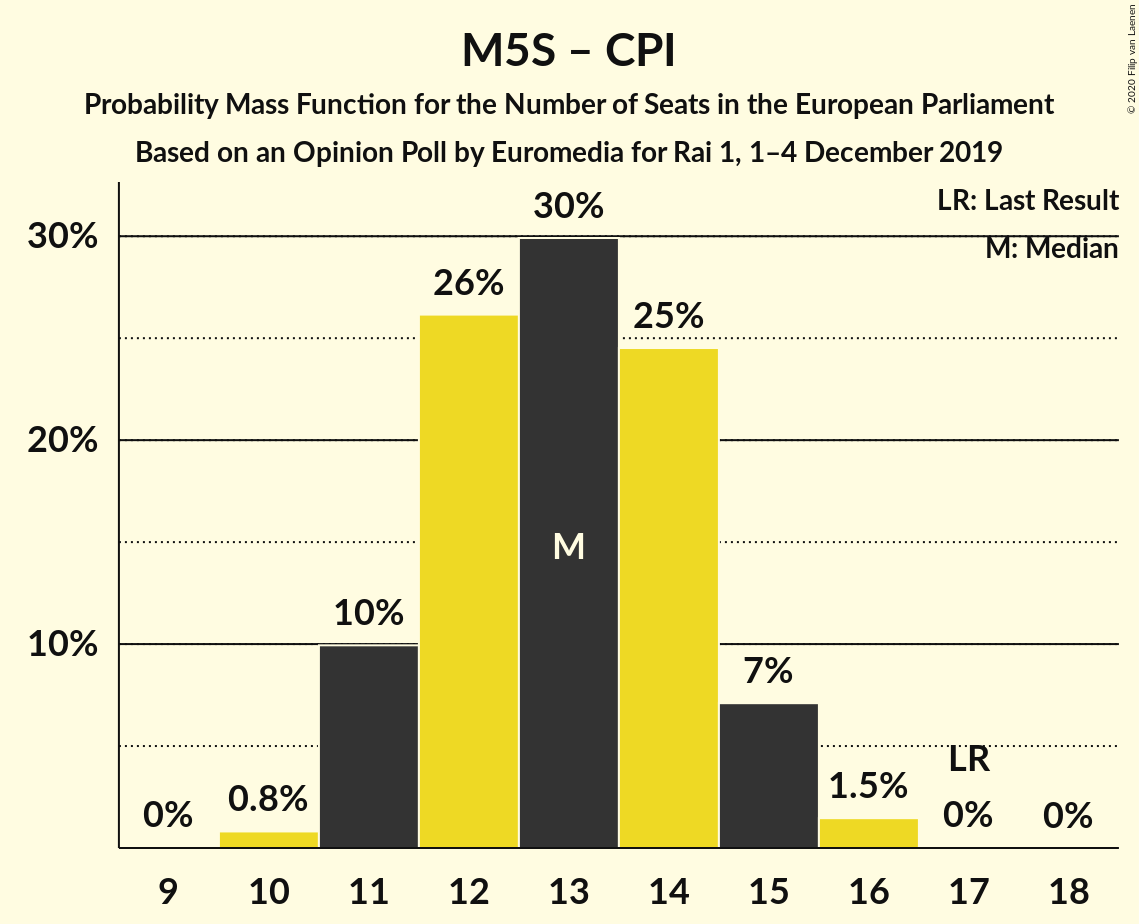 M5S – CPI
Probability Mass Function for the Number of Seats in the European Parliament
Based on an Opinion Poll by Euromedia for Rai 1, 1–4 December 2019
© 2020 Filip van Laenen
LR: Last Result
M: Median
30%
20%
10%
0%
0.8%
10%
26%
30%
M
25%
7%
1.5%
LR
0%
0%
9 10 11 12 13 14 15 16 17 18